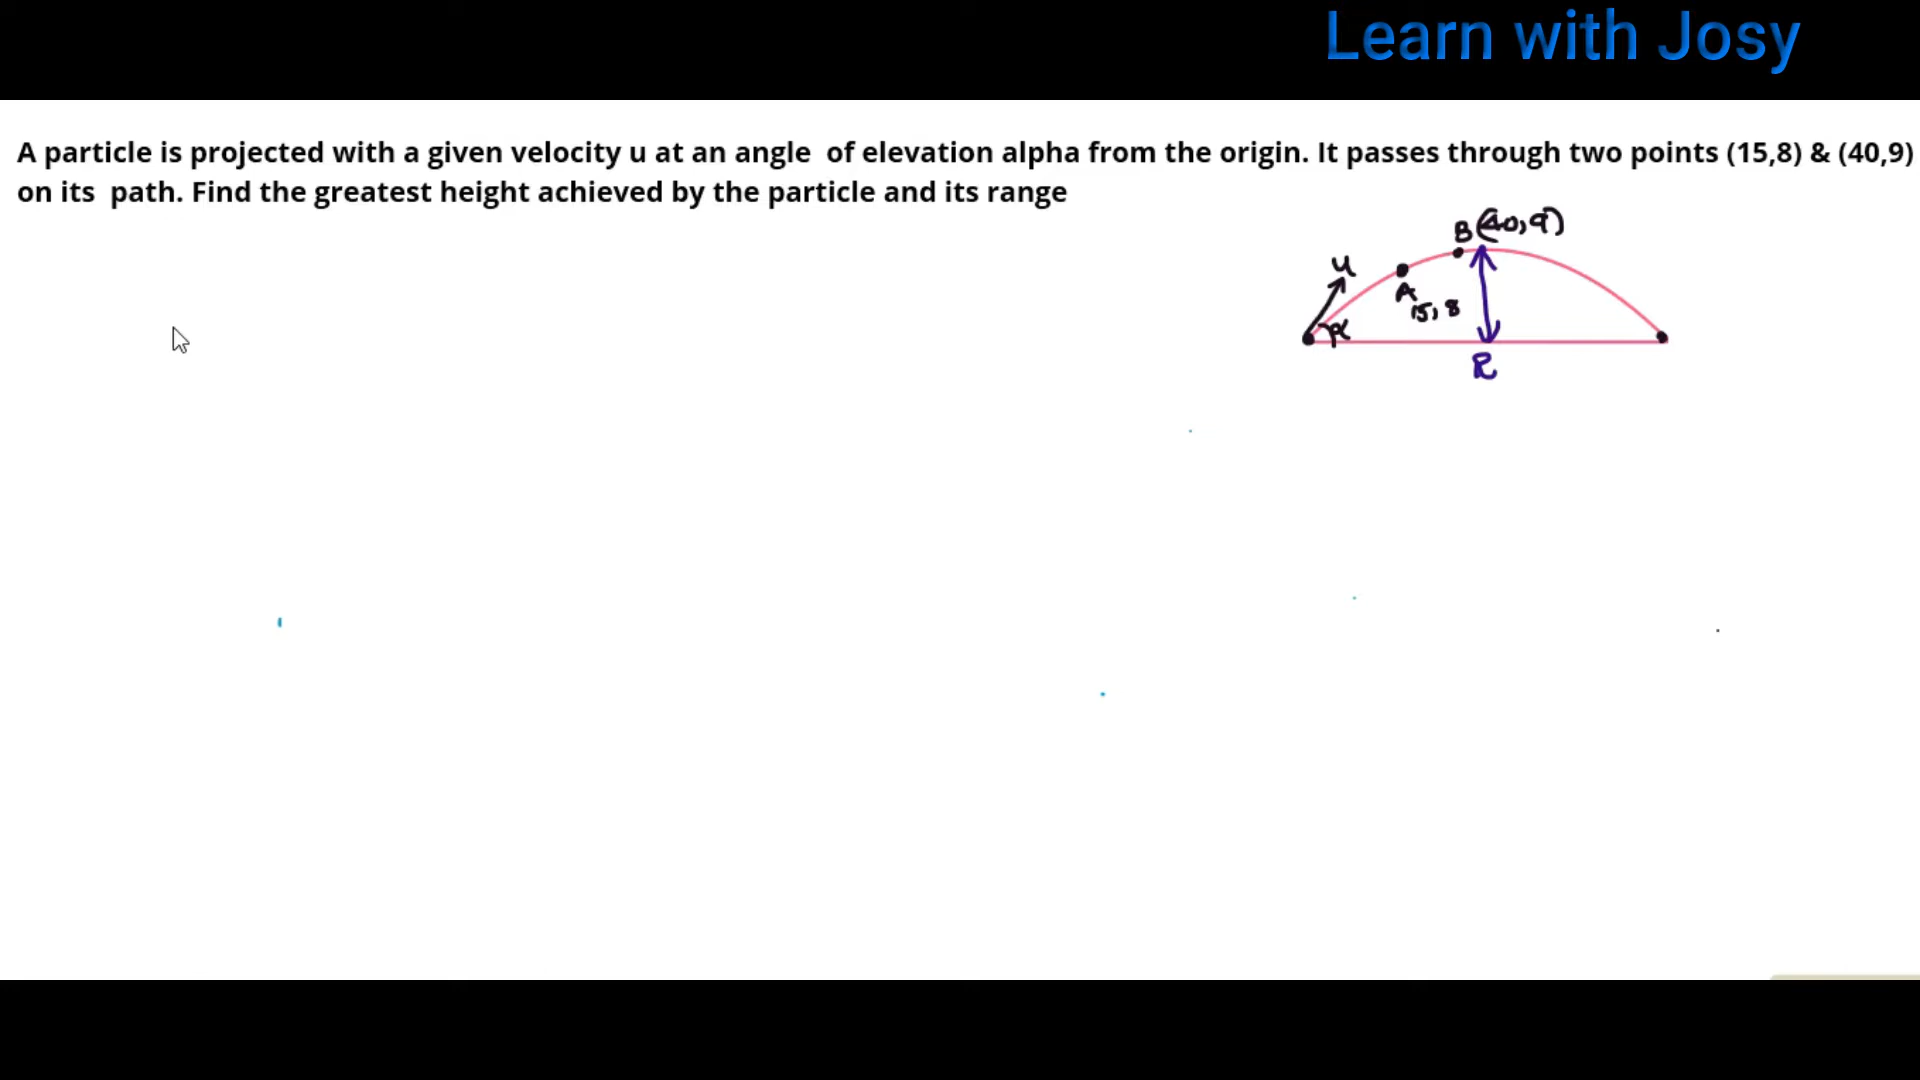 Learn with Josy
A particle is projected with a given velocity u at an angle  of elevation alpha from the origin. It passes through two points (15,8) & (40,9)
on its  path. Find the greatest height achieved by the particle and its range
B(40,9)
u
A
15, 8
α
R